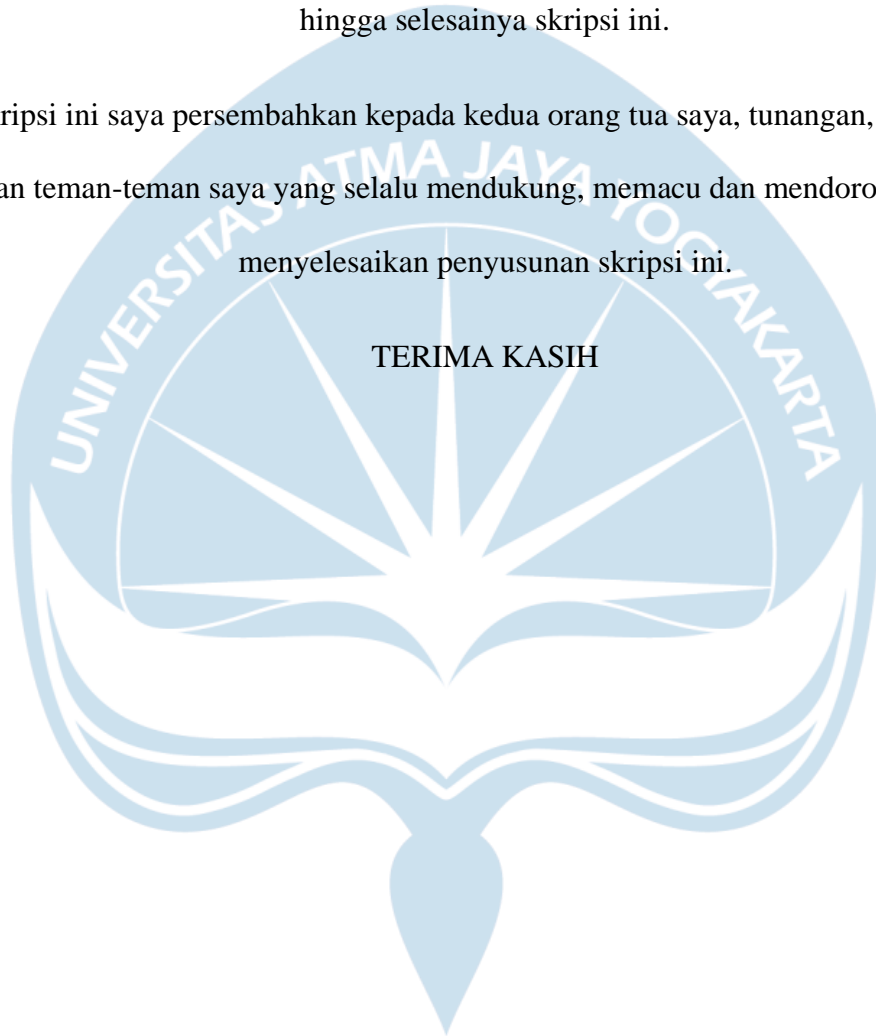 hingga selesainya skripsi ini.
ripsi ini saya persembahkan kepada kedua orang tua saya, tunangan,
an teman-teman saya yang selalu mendukung, memacu dan mendoro
menyelesaikan penyusunan skripsi ini.
TERIMA KASIH
UNIVERSITAS ATMA JAYA YOGYAKARTA